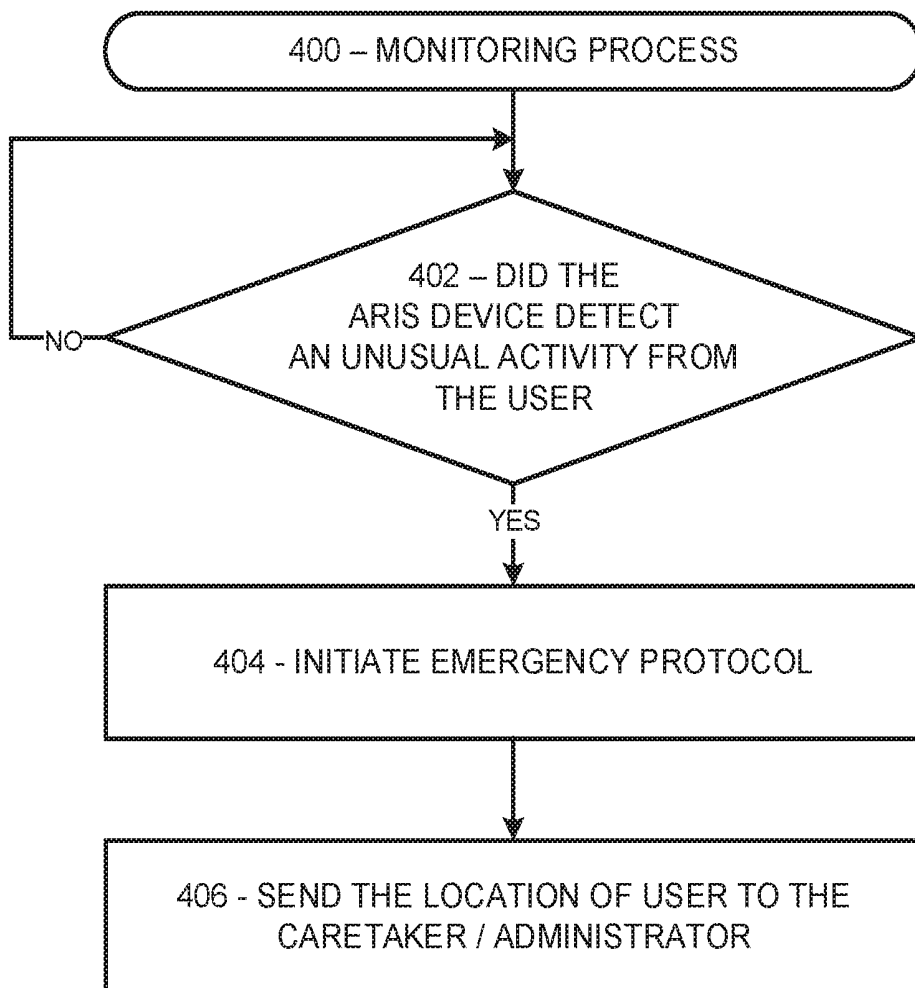 400 – MONITORING PROCESS
402 – DID THE
ARIS DEVICE DETECT
AN UNUSUAL ACTIVITY FROM
THE USER
NO
YES
404 - INITIATE EMERGENCY PROTOCOL
406 - SEND THE LOCATION OF USER TO THE
CARETAKER / ADMINISTRATOR